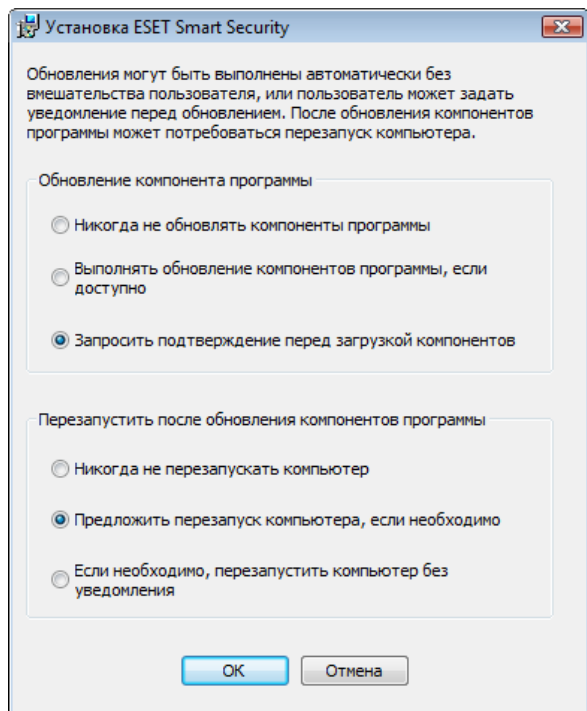 Установка ESET Smart Security
Обновления могут быть выполнены автоматически без
вмешательства пользователя, или пользователь может задать
уведомление перед обновлением. После обновления компонентов
программы может потребоваться перезапуск компьютера.
Обновление компонента программы
Никогда не обновлять компоненты программы
Выполнять обновление компонентов программы, если
доступно
Запросить подтверждение перед загрузкой компонентов
Перезапустить после обновления компонентов программы
Никогда не перезапускать компьютер
Предложить перезапуск компьютера, если необходимо
Если необходимо, перезапустить компьютер без
уведомления
ОК
Отмена